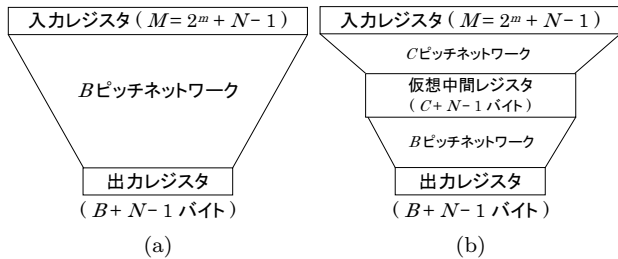 入力レジスタ ( M = 2^m + N − 1 )
Bピッチネットワーク
出力レジスタ
( B + N − 1 バイト )
(a)
入力レジスタ ( M = 2^m + N − 1 )
Cピッチネットワーク
仮想中間レジスタ
( C + N − 1 バイト )
Bピッチネットワーク
出力レジスタ
( B + N − 1 バイト )
(b)